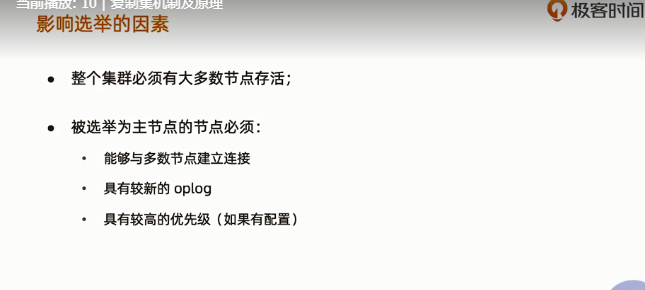 当前播放: 10 | 复制集机制及原理
极客时间
影响选举的因素
• 整个集群必须有大多数节点存活；
• 被选举为主节点的节点必须：
• 能够与多数节点建立连接
• 具有较新的 oplog
• 具有较高的优先级（如果有配置）